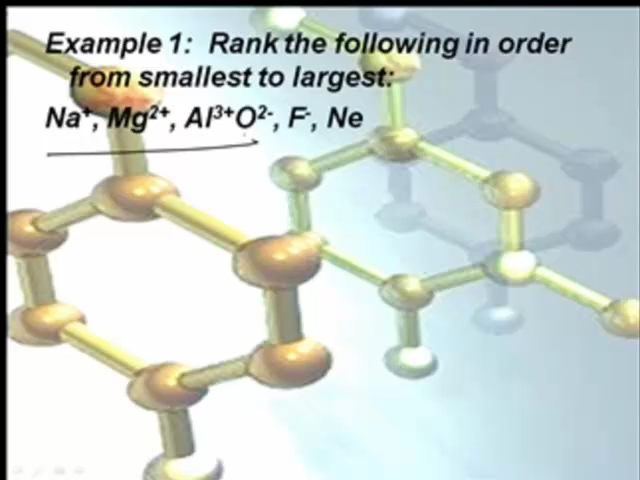 Example 1: Rank the following in order
from smallest to largest:
Na⁺, Mg²⁺, Al³⁺O²⁻, F⁻, Ne